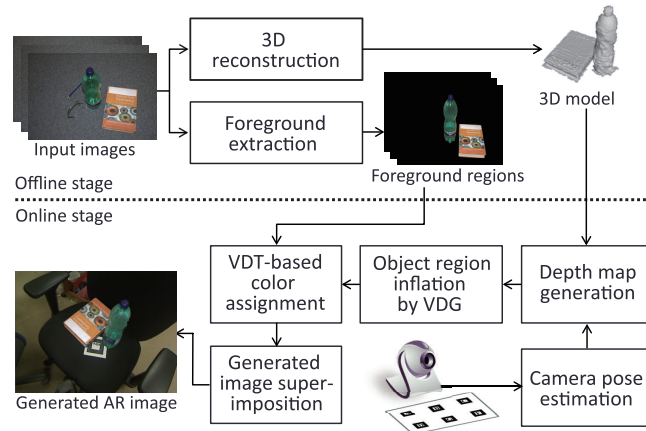 3D
reconstruction
Input images
Foreground
extraction
3D model
Foreground regions
Offline stage
Online stage
VDT-based
color
assignment
Object region
inflation
by VDG
Depth map
generation
Generated
image super-
imposition
Camera pose
estimation
Generated AR image